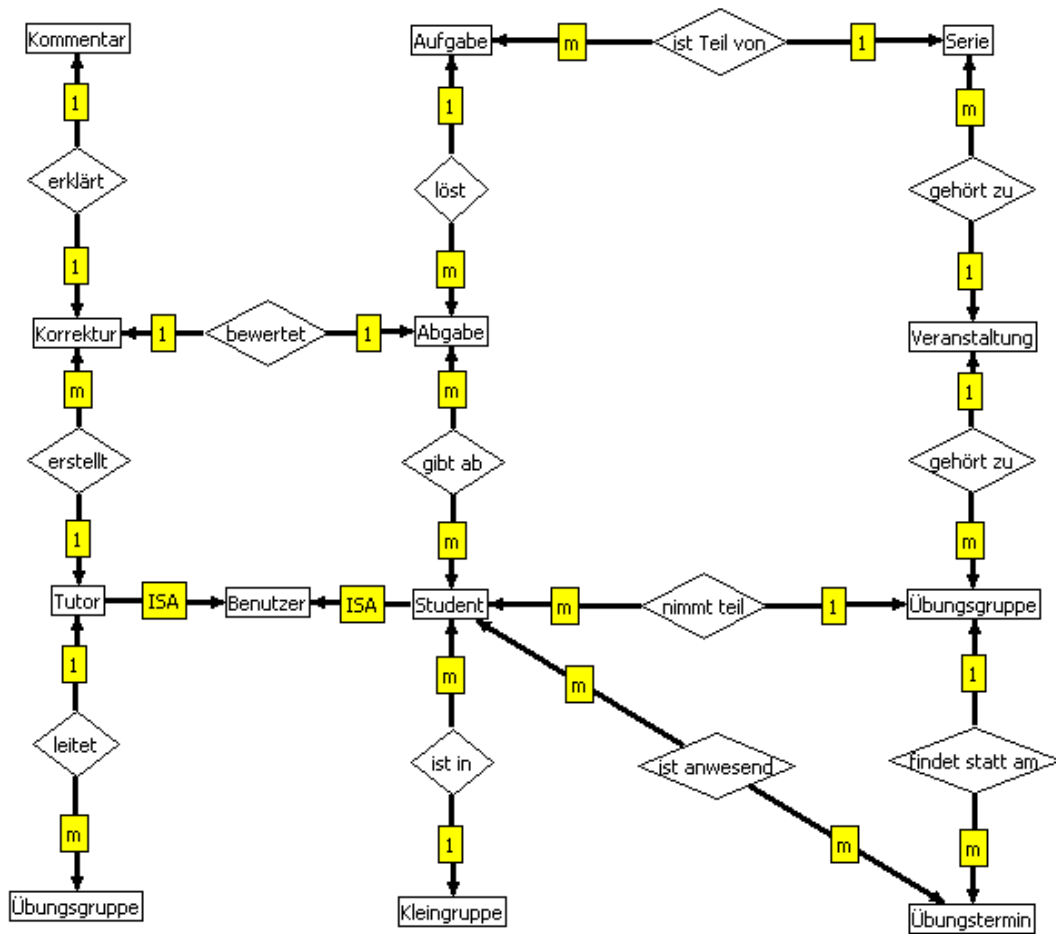 Kommentar
Aufgabe
m
ist Teil von
1
Serie
1
1
m
erklärt
löst
gehört zu
1
m
1
Korrektur
1
bewertet
1
Abgabe
Veranstaltung
m
m
1
erstellt
gibt ab
gehört zu
1
m
m
Tutor
ISA
Benutzer
ISA
Student
m
nimmt teil
1
Übungsgruppe
1
m
m
1
leitet
ist in
ist anwesend
findet statt am
m
1
m
m
Übungsgruppe
Kleingruppe
Übungstermin